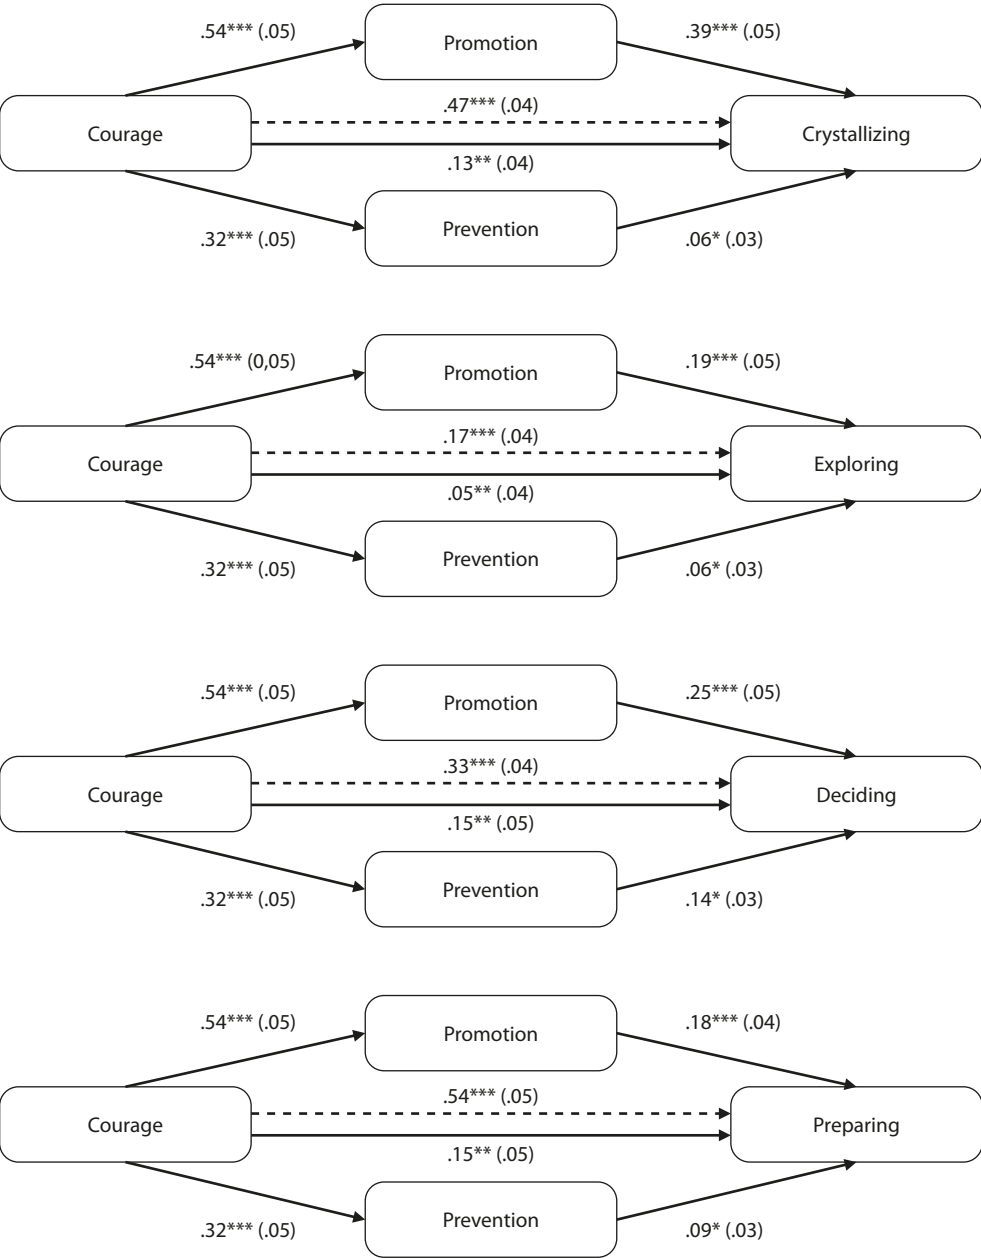 .54*** (.05)
Promotion
.39*** (.05)
.47*** (.04)
Courage
Crystallizing
.13** (.04)
Prevention
.32*** (.05)
.06* (.03)
.54*** (0,05)
Promotion
.19*** (.05)
.17*** (.04)
Courage
Exploring
.05** (.04)
Prevention
.32*** (.05)
.06* (.03)
.54*** (.05)
Promotion
.25*** (.05)
.33*** (.04)
Courage
Deciding
.15** (.05)
Prevention
.32*** (.05)
.14* (.03)
.54*** (.05)
Promotion
.18*** (.04)
.54*** (.05)
Courage
Preparing
.15** (.05)
Prevention
.32*** (.05)
.09* (.03)